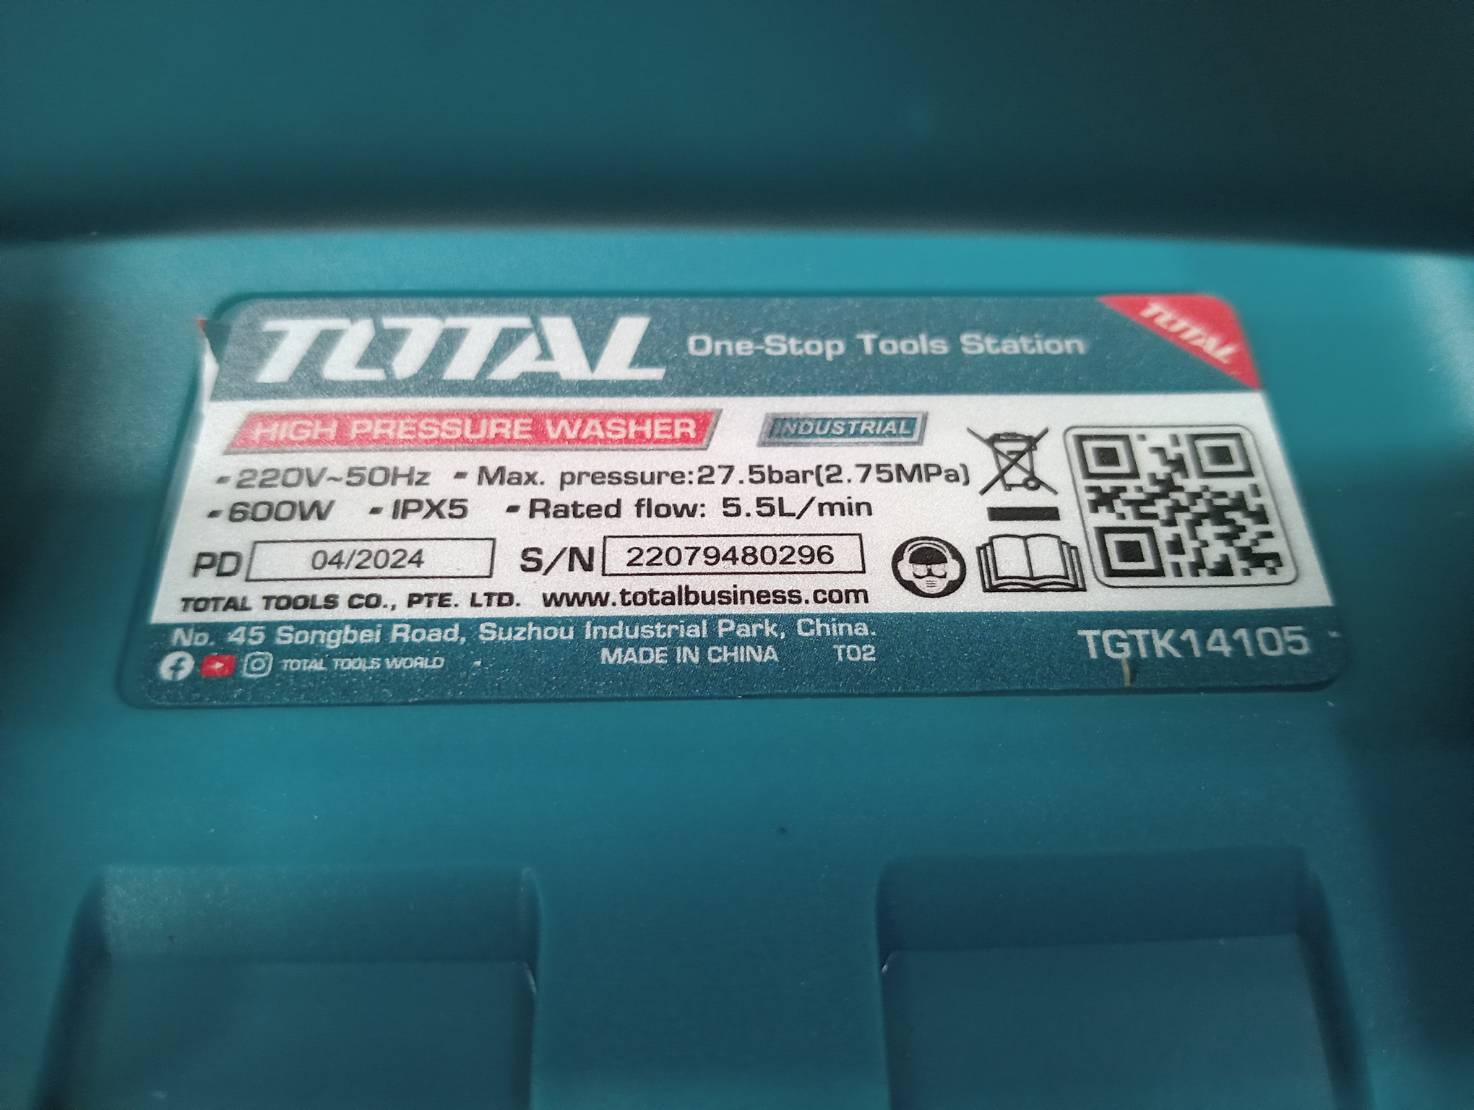 TOTAL One-Stop Tools Station TOTAL
HIGH PRESSURE WASHER INDUSTRIAL
220V~50Hz Max. pressure:27.5bar(2.75MPa)
600W IPX5 Rated flow: 5.5L/min
PD 04/2024 S/N 22079480296
TOTAL TOOLS CO., PTE. LTD. www.totalbusiness.com
No. 45 Songbei Road, Suzhou Industrial Park, China.
TOTAL TOOLS WORLD MADE IN CHINA T02 TGTK14105